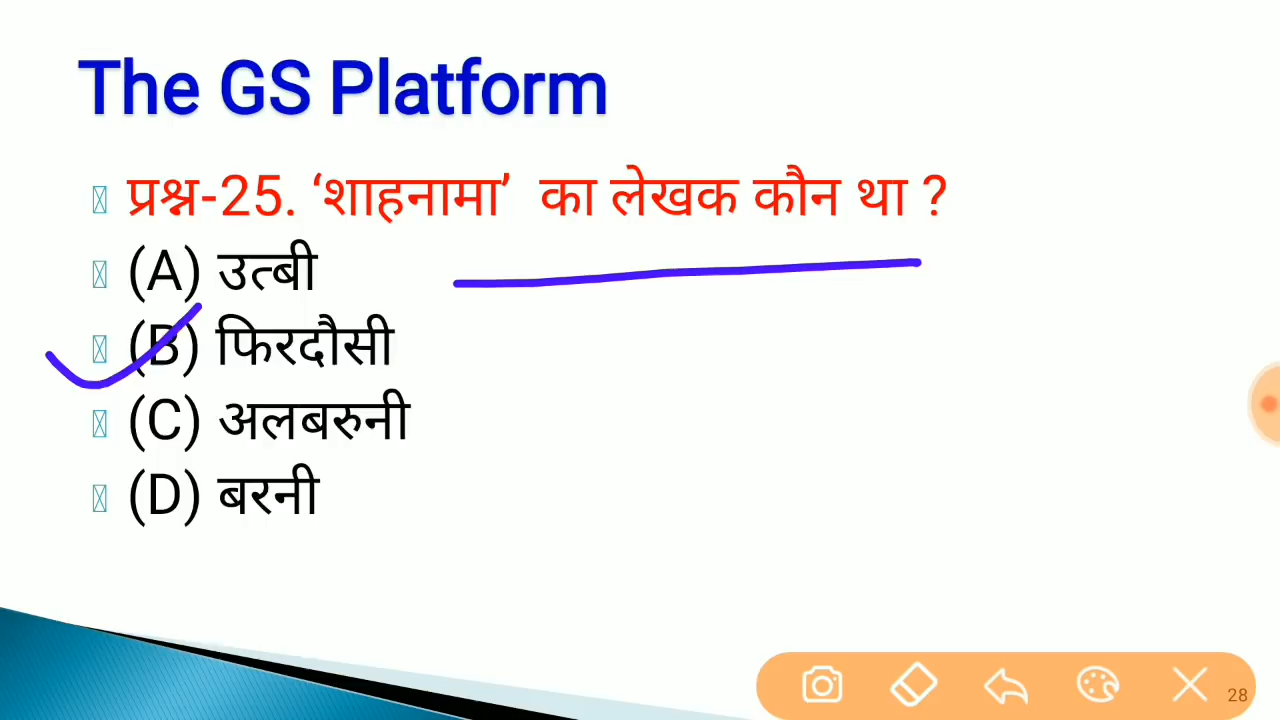 The GS Platform
प्रश्न-25. ‘शाहनामा’ का लेखक कौन था ?
(A) उत्बी
(B) फिरदौसी
(C) अलबरुनी
(D) बरनी
28